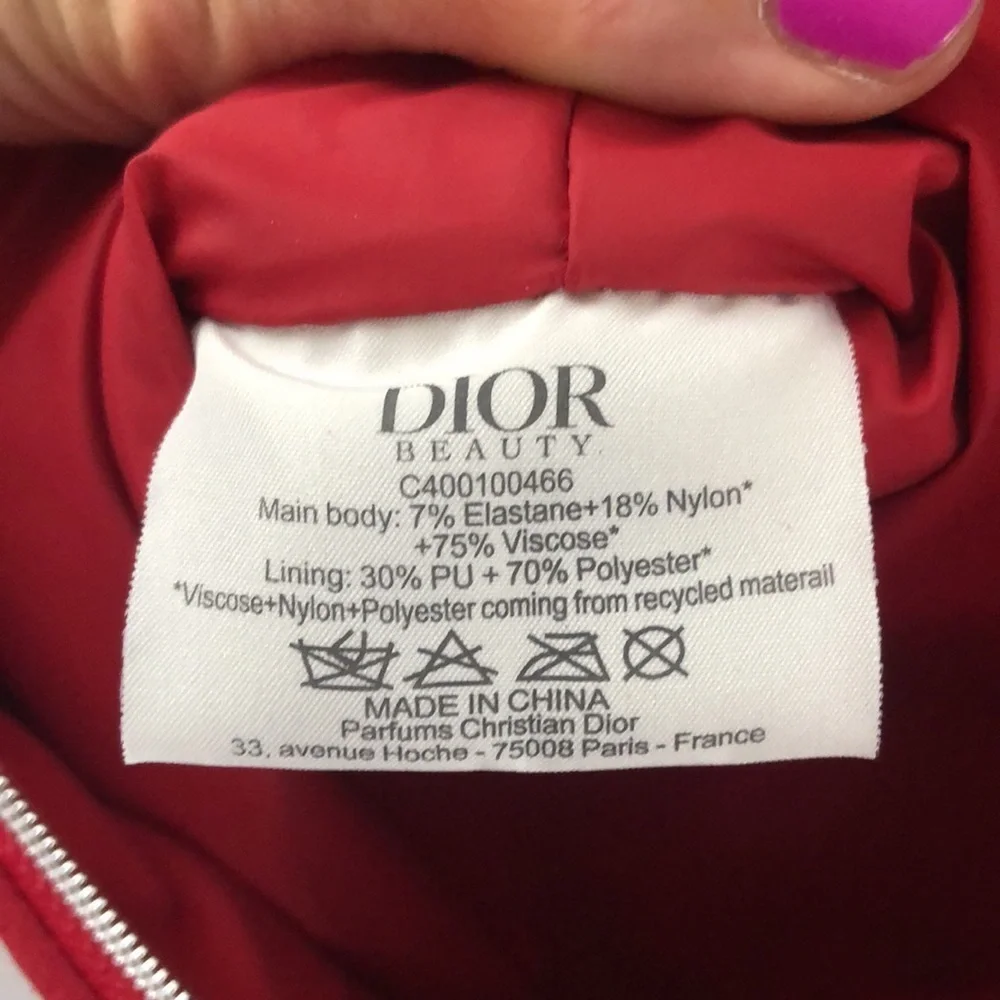 DIOR
BEAUTY
C400100466
Main body: 7% Elastane+18% Nylon*
+75% Viscose*
Lining: 30% PU + 70% Polyester*
*Viscose+Nylon+Polyester coming from recycled materail
MADE IN CHINA
Parfums Christian Dior
33, avenue Hoche - 75008 Paris - France